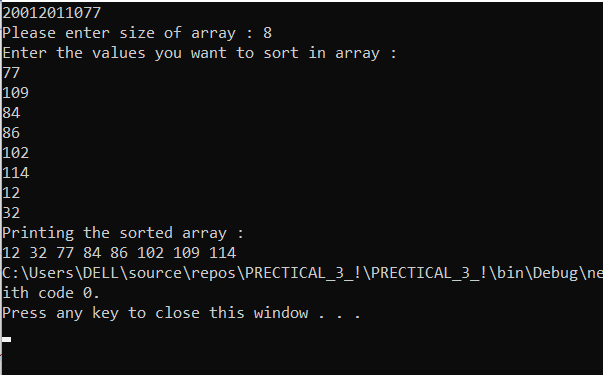 20012011077
Please enter size of array : 8
Enter the values you want to sort in array :
77
109
84
86
102
114
12
32
Printing the sorted array :
12 32 77 84 86 102 109 114
C:\Users\DELL\source\repos\PRECTICAL_3_!\PRECTICAL_3_!\bin\Debug\ne
ith code 0.
Press any key to close this window . . .